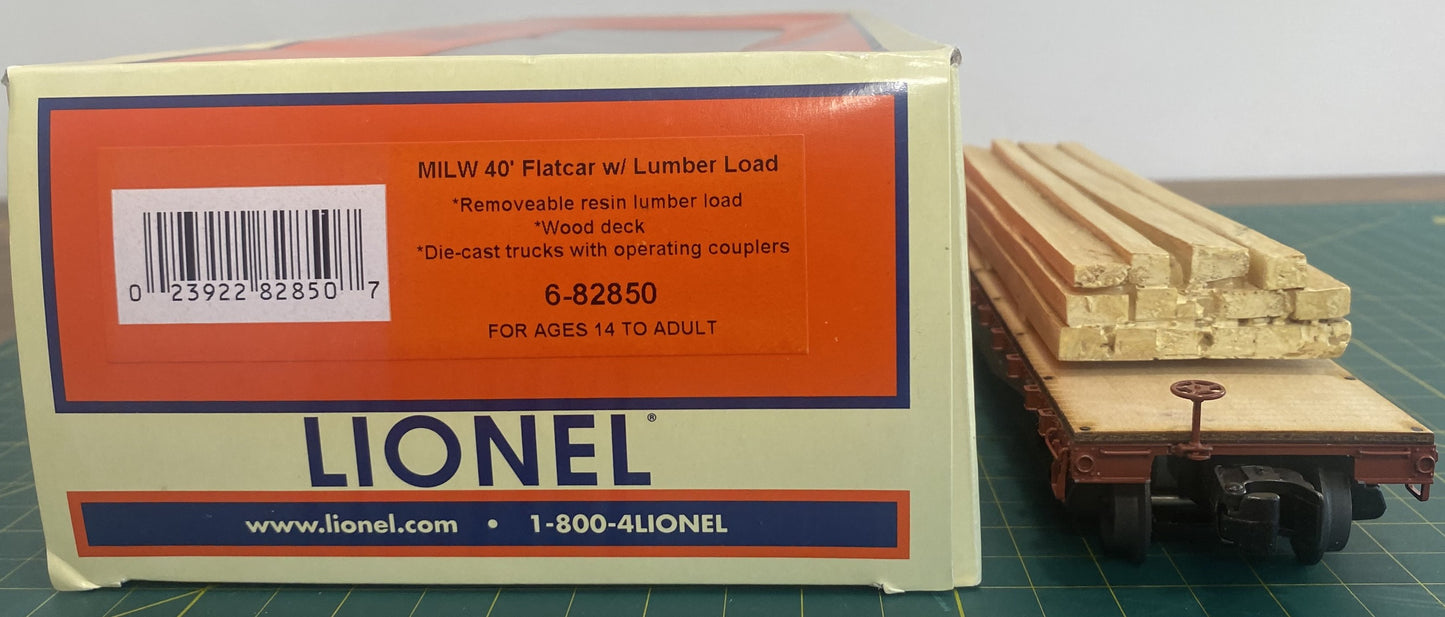 MILW 40' Flatcar w/ Lumber Load
*Removeable resin lumber load
*Wood deck
*Die-cast trucks with operating couplers
6-82850
FOR AGES 14 TO ADULT
0 23922 82850 7
LIONEL®
www.lionel.com • 1-800-4LIONEL